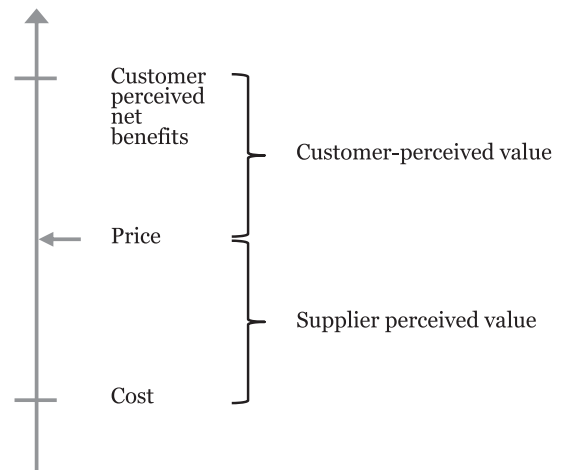 Customer
perceived
net
benefits
Customer-perceived value
Price
Supplier perceived value
Cost